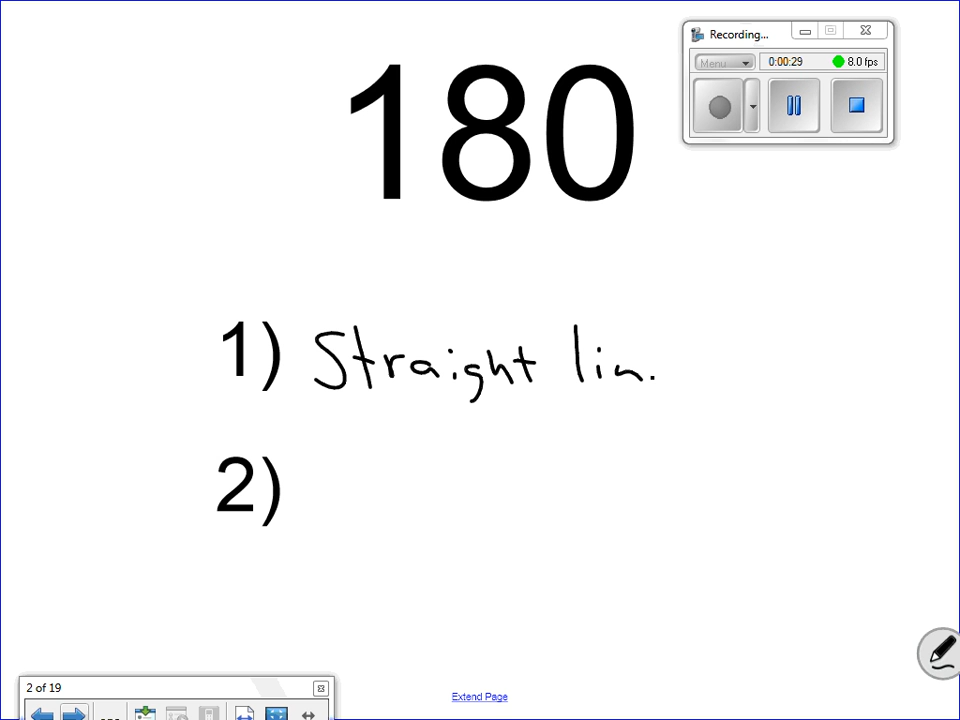 180
Recording...
Menu
0:00:29
8.0 fps
1) Straight lin.
2)
2 of 19
Extend Page